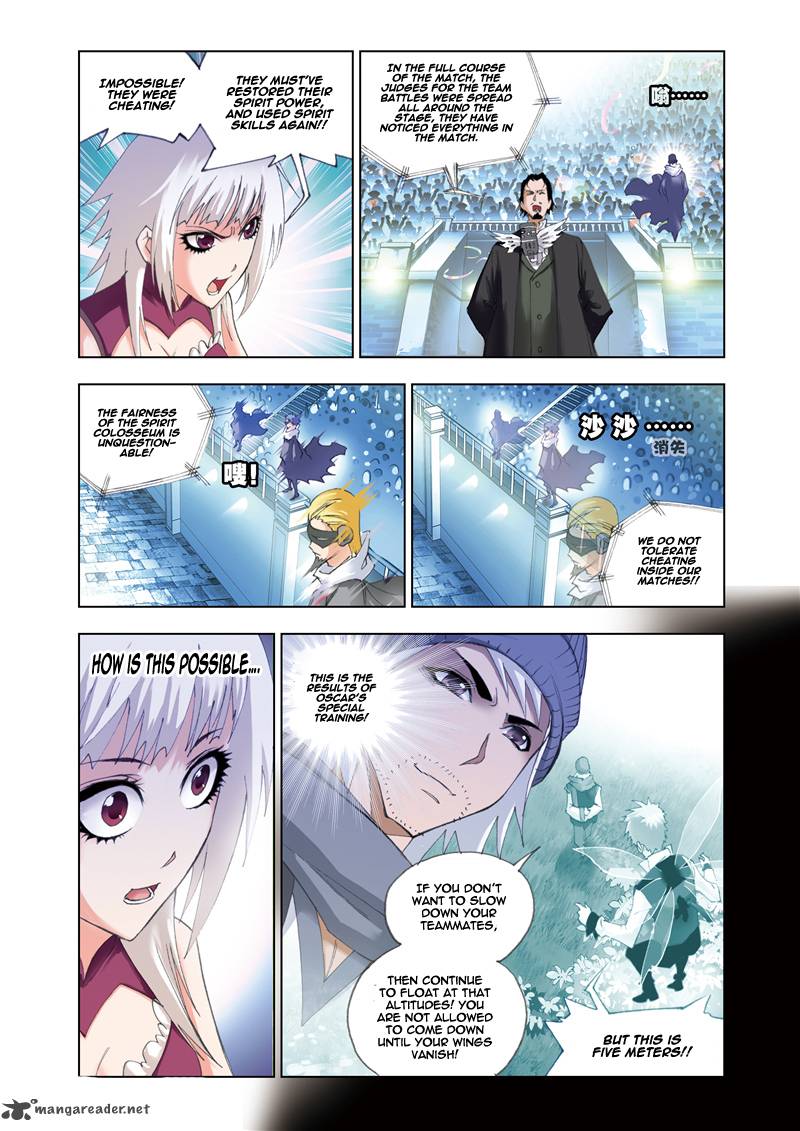 IMPOSSIBLE!
THEY WERE
CHEATING!
THEY MUST'VE
RESTORED THEIR
SPIRIT POWER,
AND USED SPIRIT
SKILLS AGAIN!!
IN THE FULL COURSE
OF THE MATCH, THE
JUDGES FOR THE TEAM
BATTLES WERE SPREAD
ALL AROUND THE
STAGE, THEY HAVE
NOTICED EVERYTHING
IN THE MATCH.
嗡……
THE FAIRNESS
OF THE SPIRIT
COLOSSEUM IS
UNQUESTION-
ABLE!
嗖!
沙沙……
消失
WE DO NOT
TOLERATE
CHEATING
INSIDE OUR
MATCHES!!
HOW IS THIS POSSIBLE....
THIS IS THE
RESULTS OF
OSCAR'S
SPECIAL
TRAINING!
IF YOU DON'T
WANT TO SLOW
DOWN YOUR
TEAMMATES,
THEN CONTINUE
TO FLOAT AT THAT
ALTITUDES! YOU
ARE NOT ALLOWED
TO COME DOWN
UNTIL YOUR WINGS
VANISH!
BUT THIS IS
FIVE METERS!!
mangareader.net